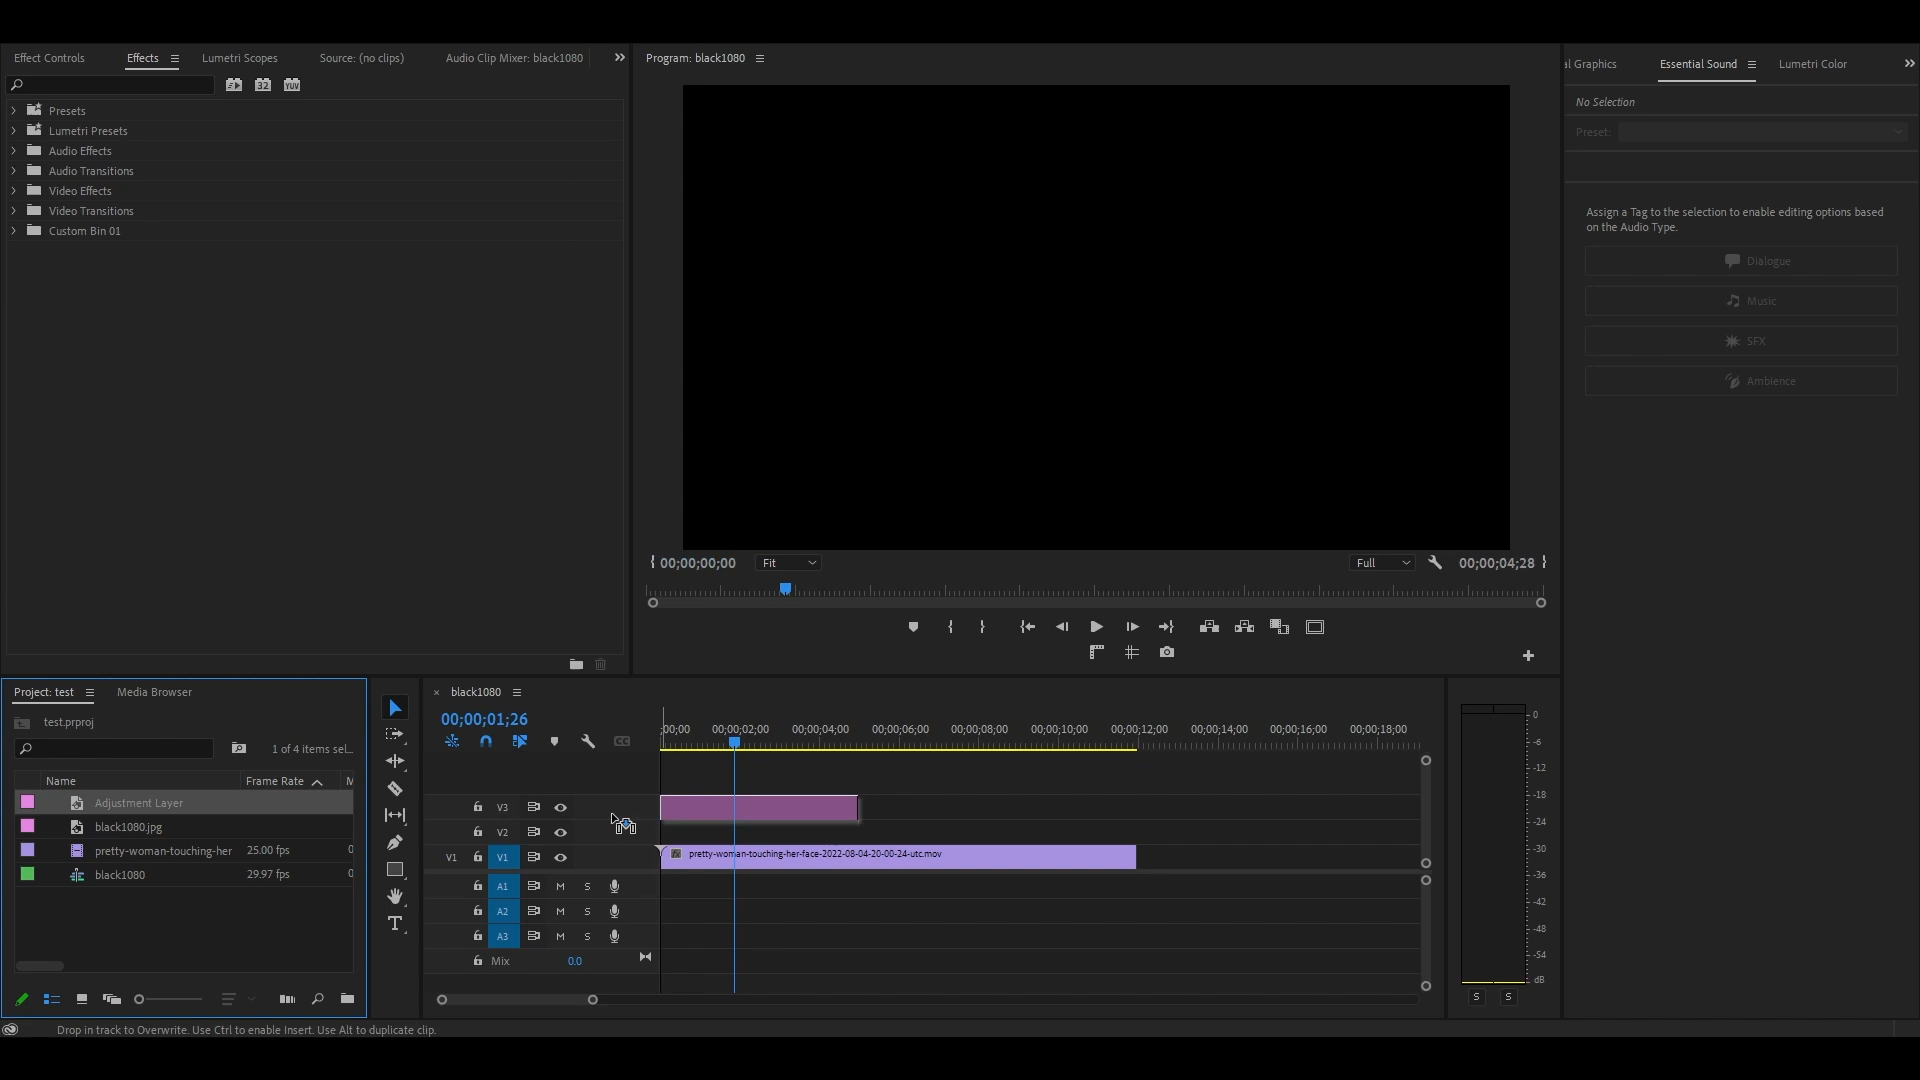 Effect Controls
Effects
Lumetri Scopes
Source: (no clips)
Audio Clip Mixer: black1080
Program: black1080
al Graphics
Essential Sound
Lumetri Color
32
YUV
Presets
Lumetri Presets
Audio Effects
Audio Transitions
Video Effects
Video Transitions
Custom Bin 01
No Selection
Preset:
Assign a Tag to the selection to enable editing options based
on the Audio Type.
Dialogue
Music
SFX
Ambience
00;00;00;00
Fit
Full
00;00;04;28
Project: test
Media Browser
test.prproj
1 of 4 items sel...
Name
Frame Rate
M
Adjustment Layer
black1080.jpg
pretty-woman-touching-her
25.00 fps
0
black1080
29.97 fps
0
T
black1080
00;00;01;26
CC
;00;00
00;00;02;00
00;00;04;00
00;00;06;00
00;00;08;00
00;00;10;00
00;00;12;00
00;00;14;00
00;00;16;00
00;00;18;00
V3
V2
V1
V1
pretty-woman-touching-her-face-2022-08-04-20-00-24-utc.mov
A1
M
S
A2
M
S
A3
M
S
Mix
0.0
0
-6
-12
-18
-24
-30
-36
-42
-48
-54
dB
S
S
Drop in track to Overwrite. Use Ctrl to enable Insert. Use Alt to duplicate clip.